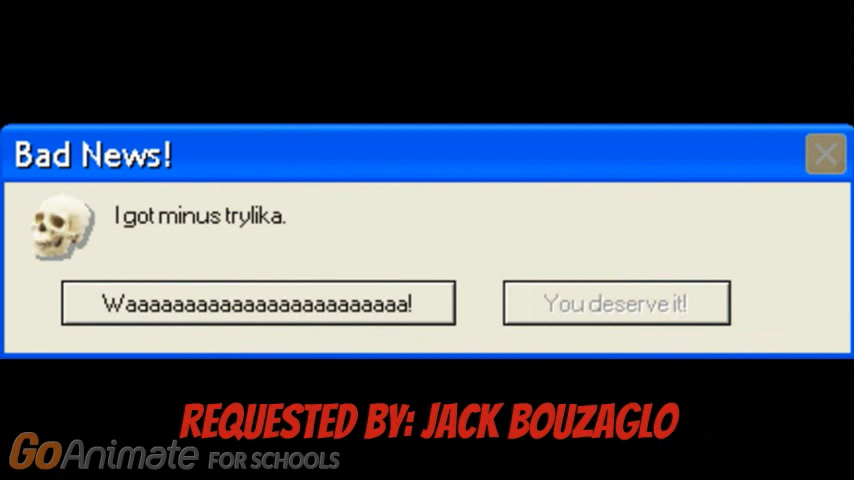 Bad News!
I got minus trylika.
Waaaaaaaaaaaaaaaaaaaaaaaa!
You deserve it!
REQUESTED BY: JACK BOUZAGLO
GoAnimate FOR SCHOOLS